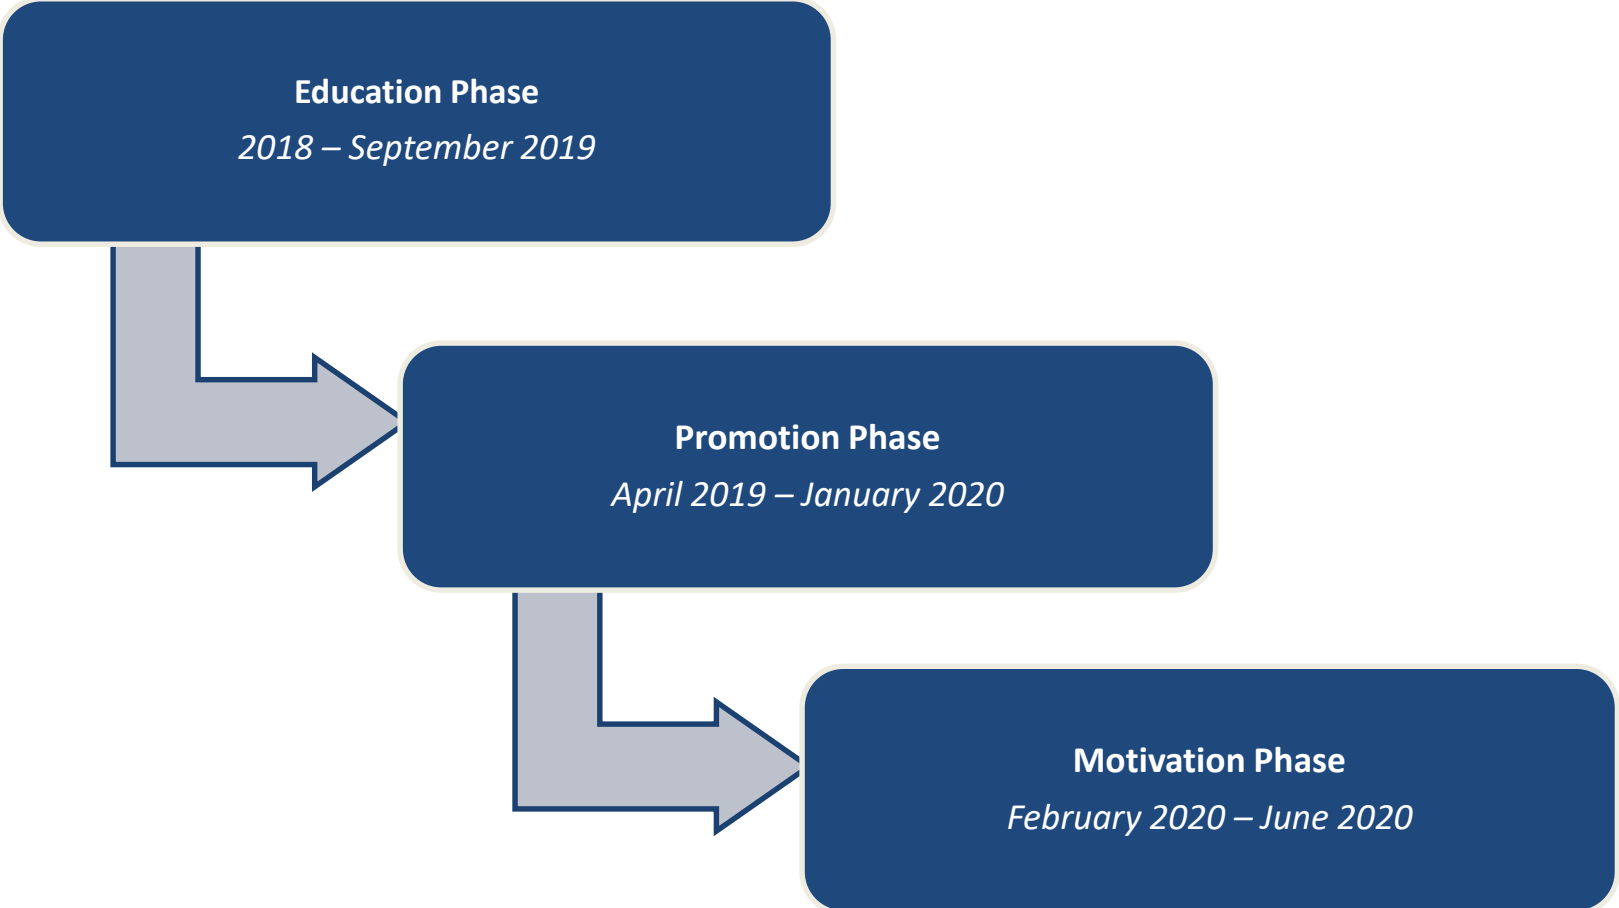 Education Phase
2018 – September 2019
Promotion Phase
April 2019 – January 2020
Motivation Phase
February 2020 – June 2020